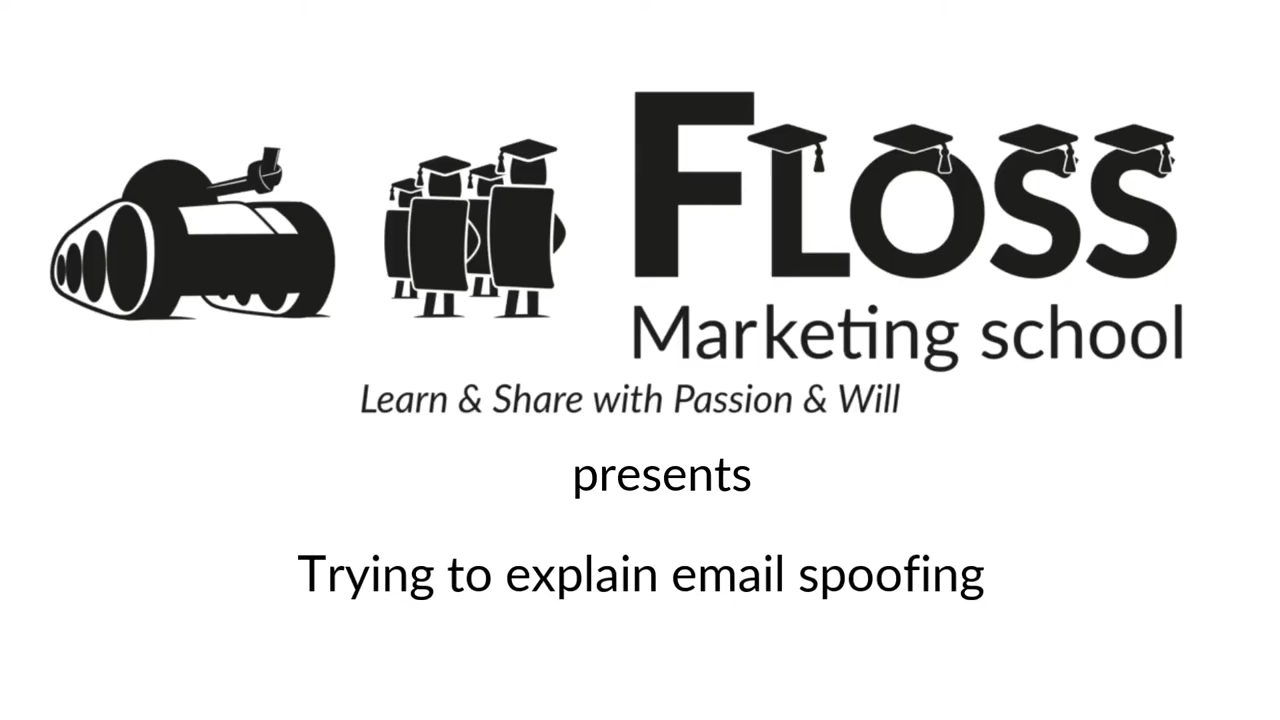 FLOSS
Marketing school
Learn & Share with Passion & Will
presents
Trying to explain email spoofing